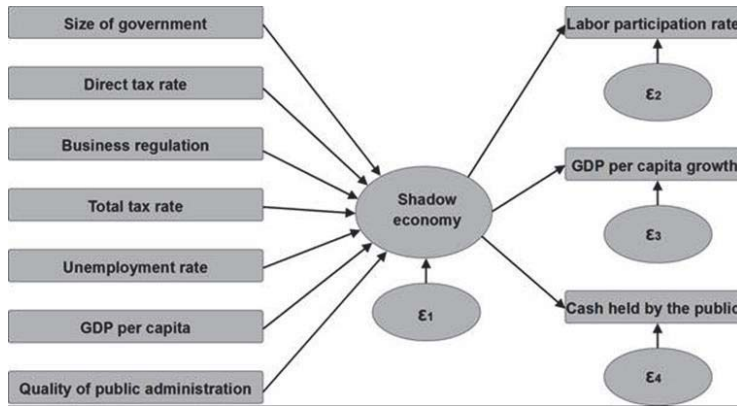 Size of government
Direct tax rate
Business regulation
Total tax rate
Unemployment rate
GDP per capita
Quality of public administration
Shadow
economy
ε1
Labor participation rate
ε2
GDP per capita growth
ε3
Cash held by the public
ε4